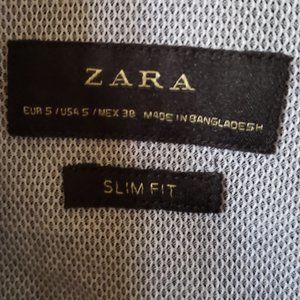 ZARA
EUR S / USA S / MEX 38 MADE IN BANGLADESH
SLIM FIT